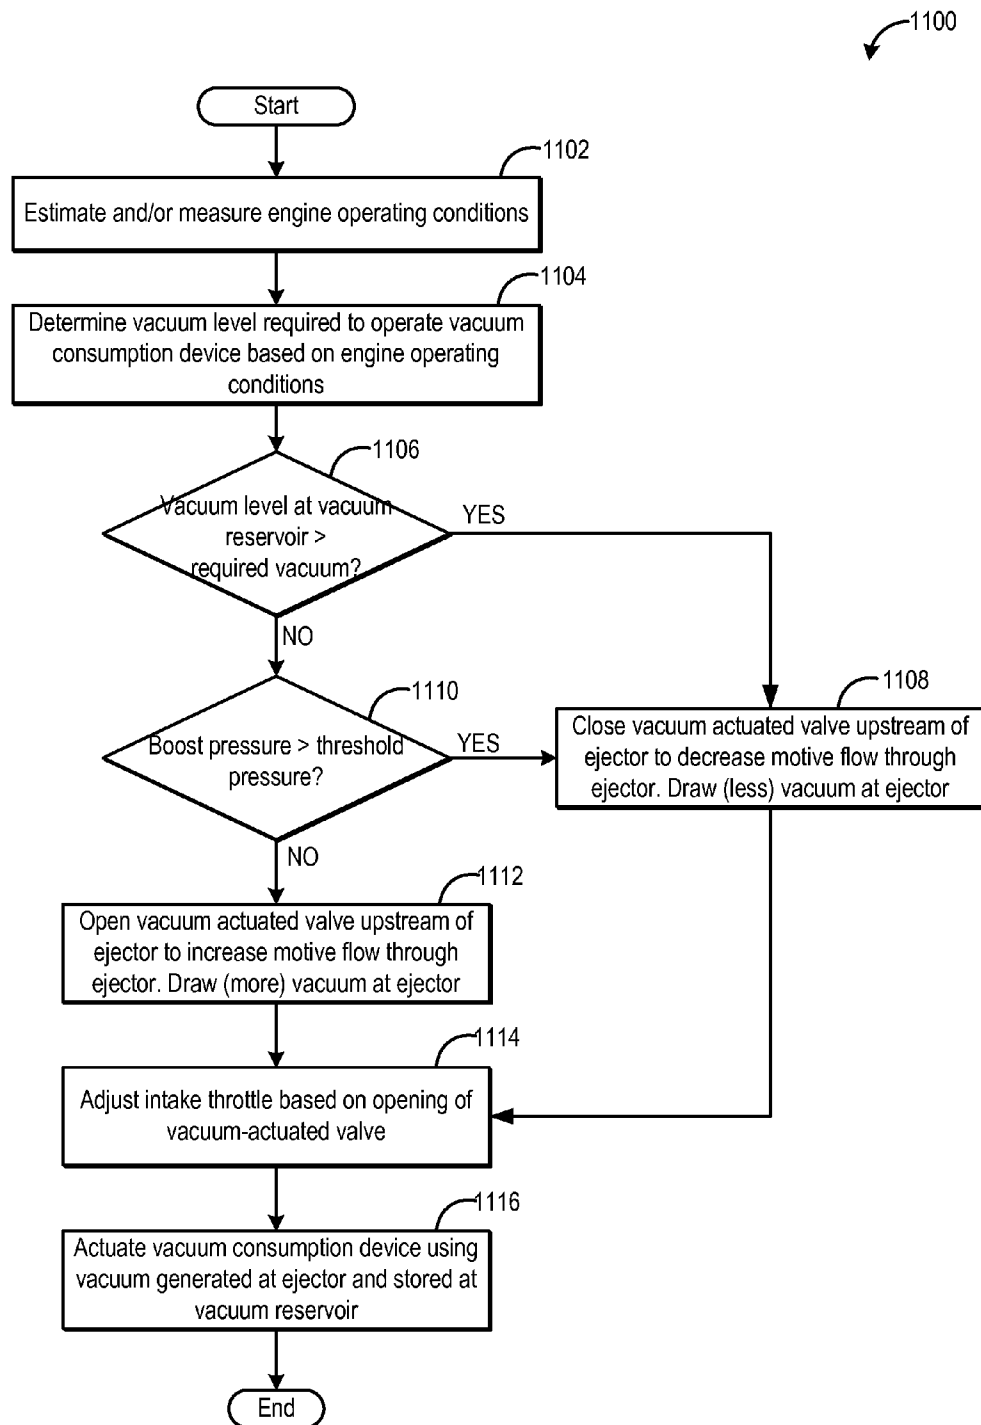 1100
Start
1102
Estimate and/or measure engine operating conditions
1104
Determine vacuum level required to operate vacuum
consumption device based on engine operating
conditions
1106
Vacuum level at vacuum
reservoir >
required vacuum?
YES
NO
1110
Boost pressure > threshold
pressure?
YES
1108
Close vacuum actuated valve upstream of
ejector to decrease motive flow through
ejector. Draw (less) vacuum at ejector
NO
1112
Open vacuum actuated valve upstream of
ejector to increase motive flow through
ejector. Draw (more) vacuum at ejector
1114
Adjust intake throttle based on opening of
vacuum-actuated valve
1116
Actuate vacuum consumption device using
vacuum generated at ejector and stored at
vacuum reservoir
End